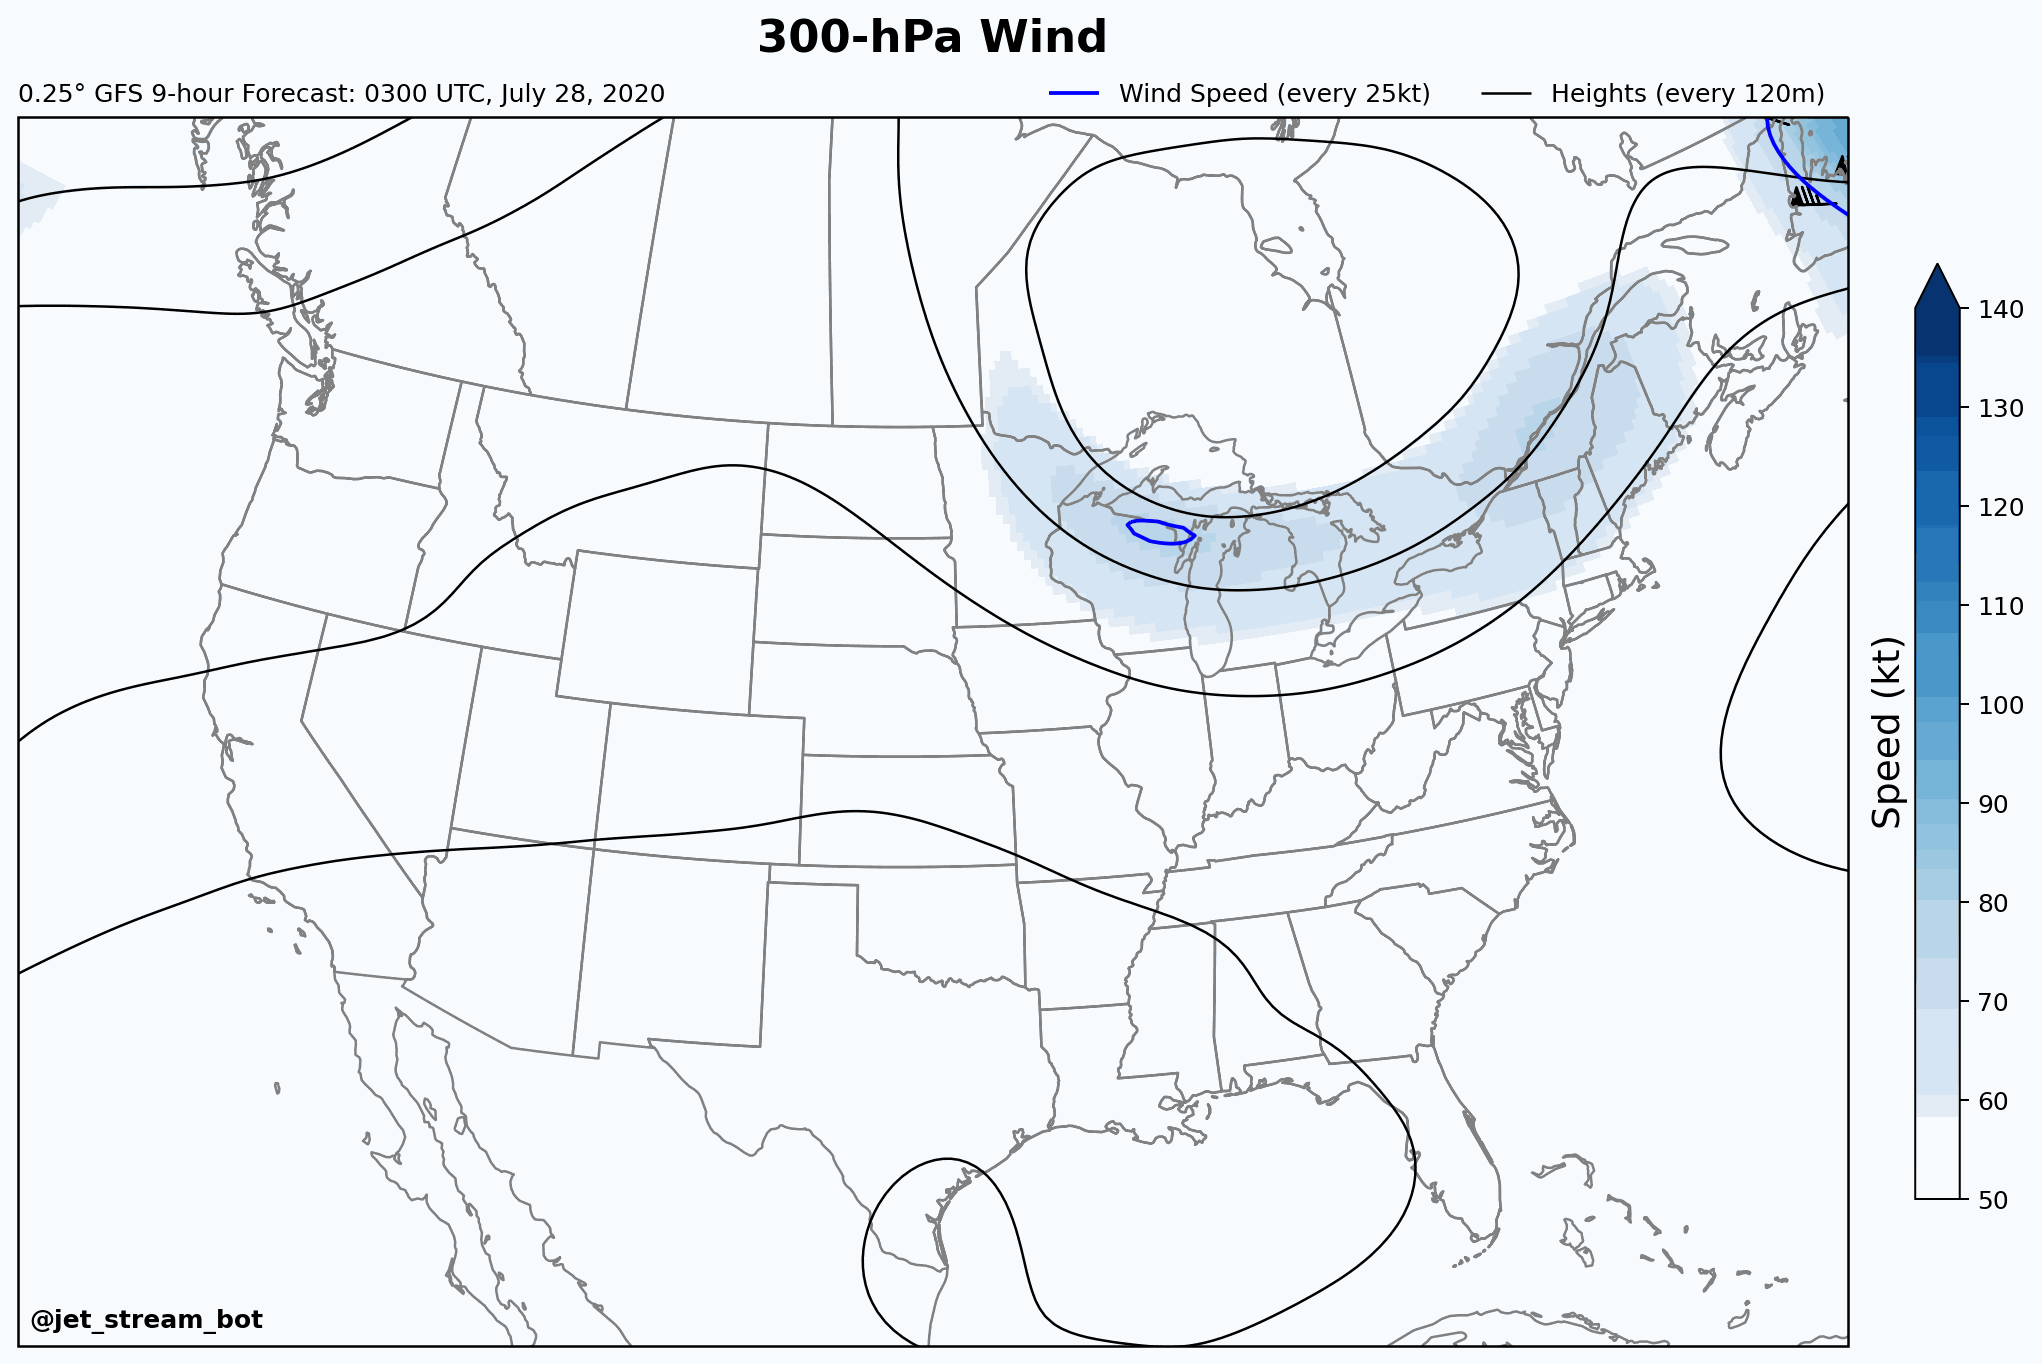 300-hPa Wind
0.25° GFS 9-hour Forecast: 0300 UTC, July 28, 2020
Wind Speed (every 25kt)
Heights (every 120m)
140
130
120
110
100
90
80
70
60
50
Speed (kt)
@jet_stream_bot